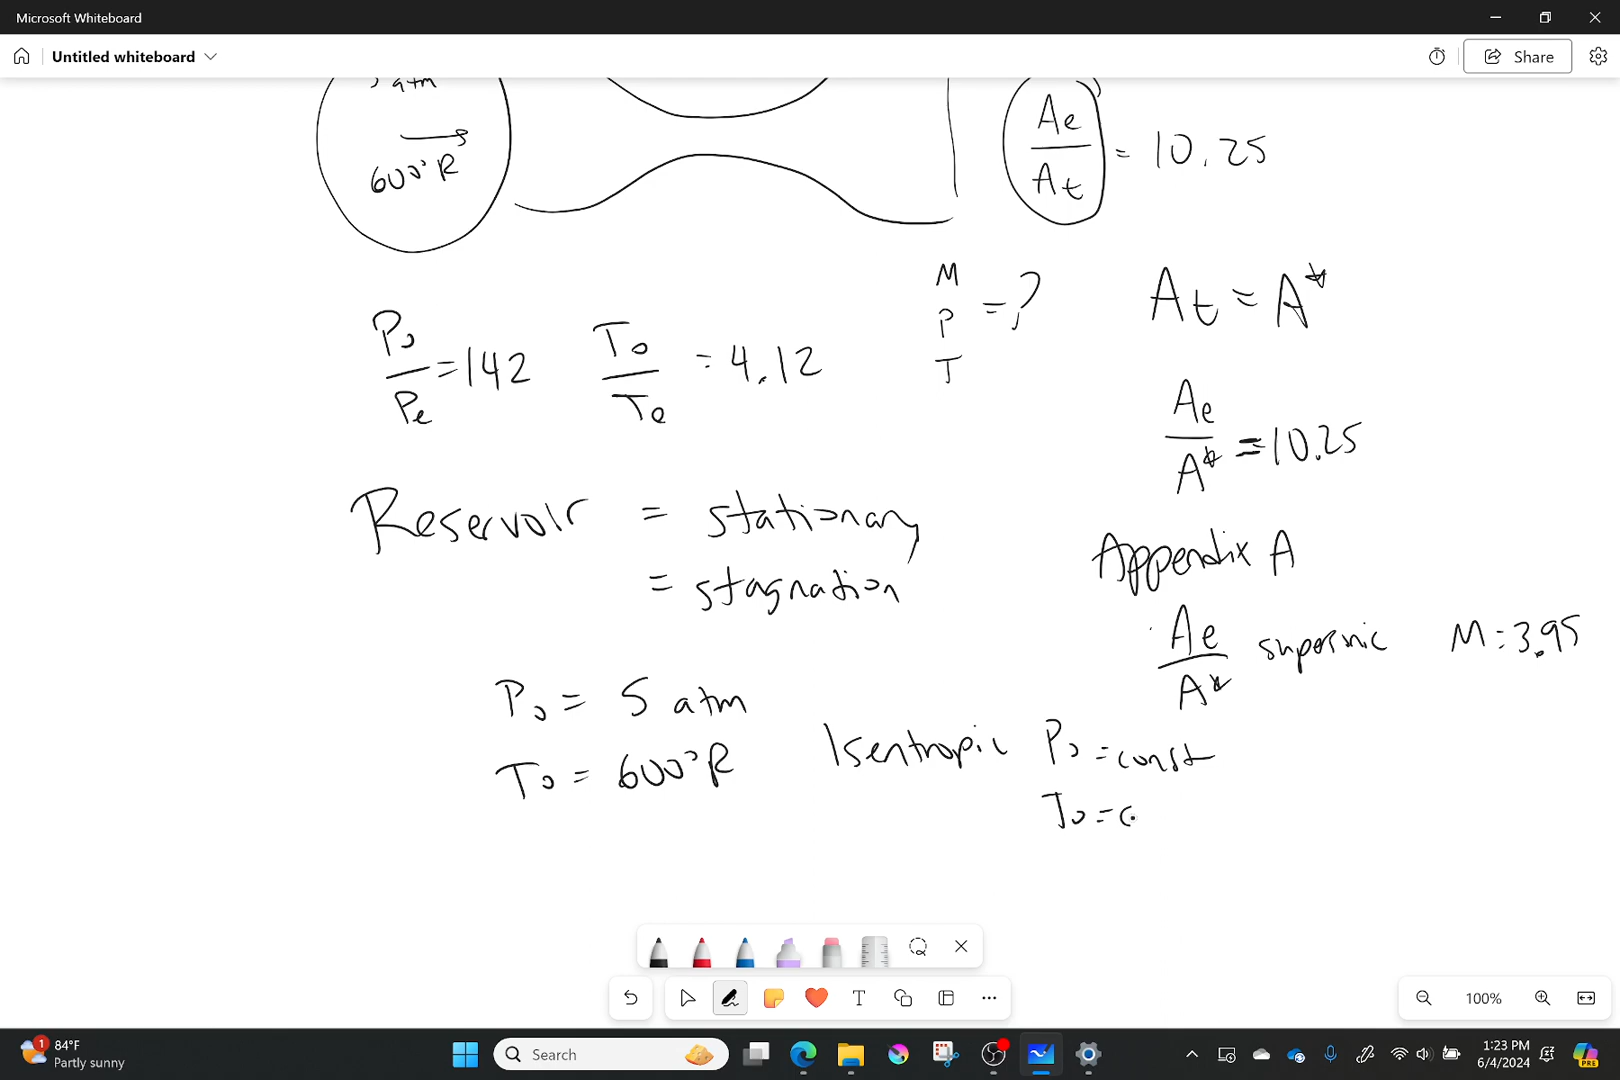 Microsoft Whiteboard
Untitled whiteboard
Share
5 atm
600°R
Ae
At
= 10.25
M
P
T
= ?
At = A*
Po
Pe
= 142
To
Te
= 4.12
Ae
A*
= 10.25
Reservoir = stationary
= stagnation
Appendix A
Ae
A*
supersonic M = 3.95
Po = 5 atm
To = 600°R
Isentropic Po = const
To = c
100%
1
84°F
Partly sunny
Search
1:23 PM
6/4/2024
PRE